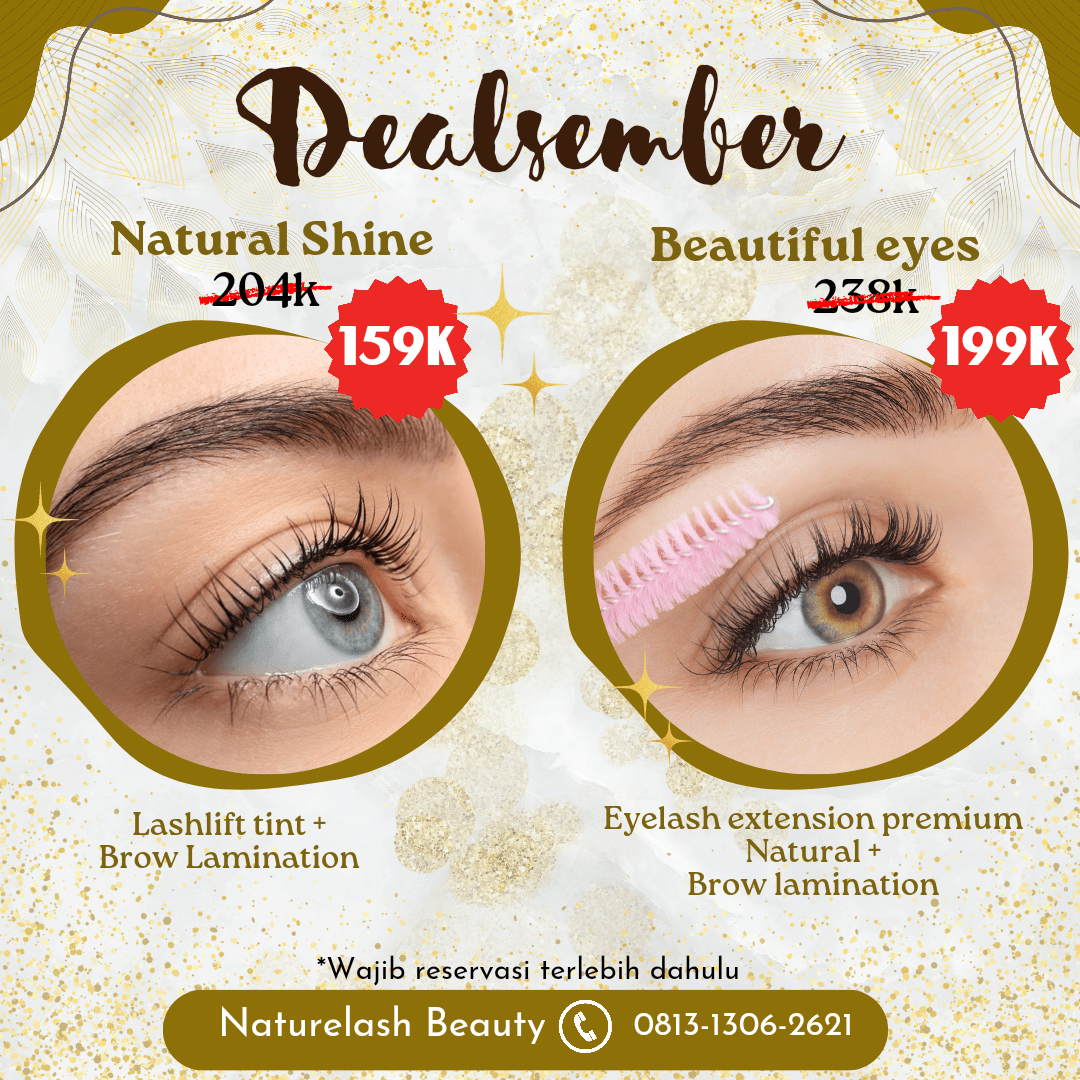 Dealsember
Natural Shine
204k
159K
Beautiful eyes
238k
199K
Lashlift tint +
Brow Lamination
Eyelash extension premium
Natural +
Brow lamination
*Wajib reservasi terlebih dahulu
Naturelash Beauty 0813-1306-2621